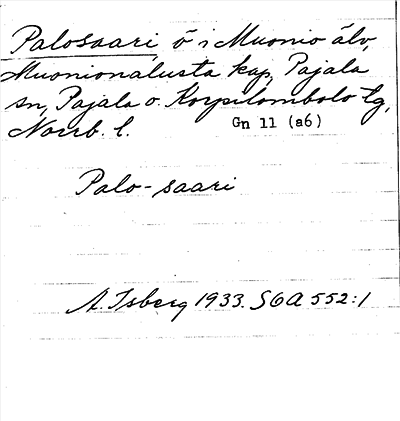 Palosaari ö i Muonio älv,
Muonionalusta kap, Pajala
sn, Pajala o. Korpilombolo tg,
Norrb. l. Gn 11 (a6)
Palo-saari
A. Isberg 1933. SOA 552:1